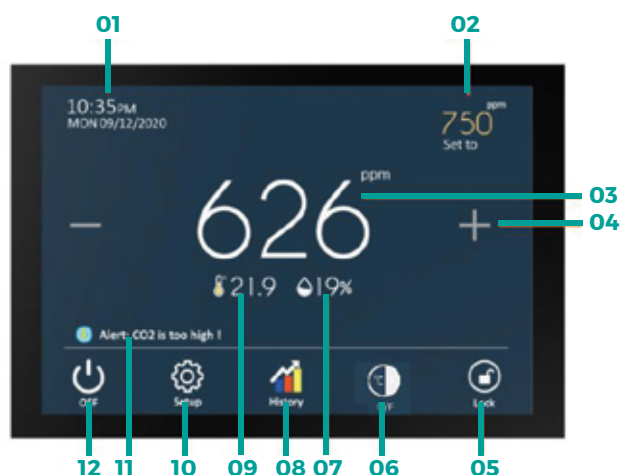 01
02
10:35PM
MON 09/12/2020
ppm
750
Set to
ppm
626
03
04
21.9
19%
Alert: CO2 is too high !
OFF
Setup
History
°C
Lock
12 11 10 09 08 07 06 05